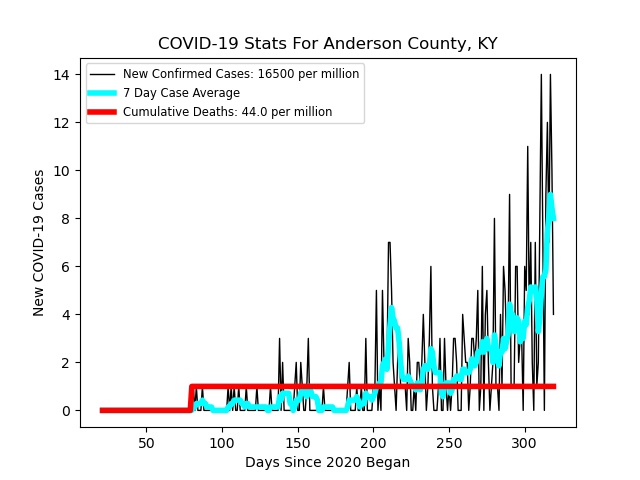 COVID-19 Stats For Anderson County, KY
New Confirmed Cases: 16500 per million
7 Day Case Average
Cumulative Deaths: 44.0 per million
14
12
10
8
6
4
2
0
New COVID-19 Cases
50 100 150 200 250 300
Days Since 2020 Began